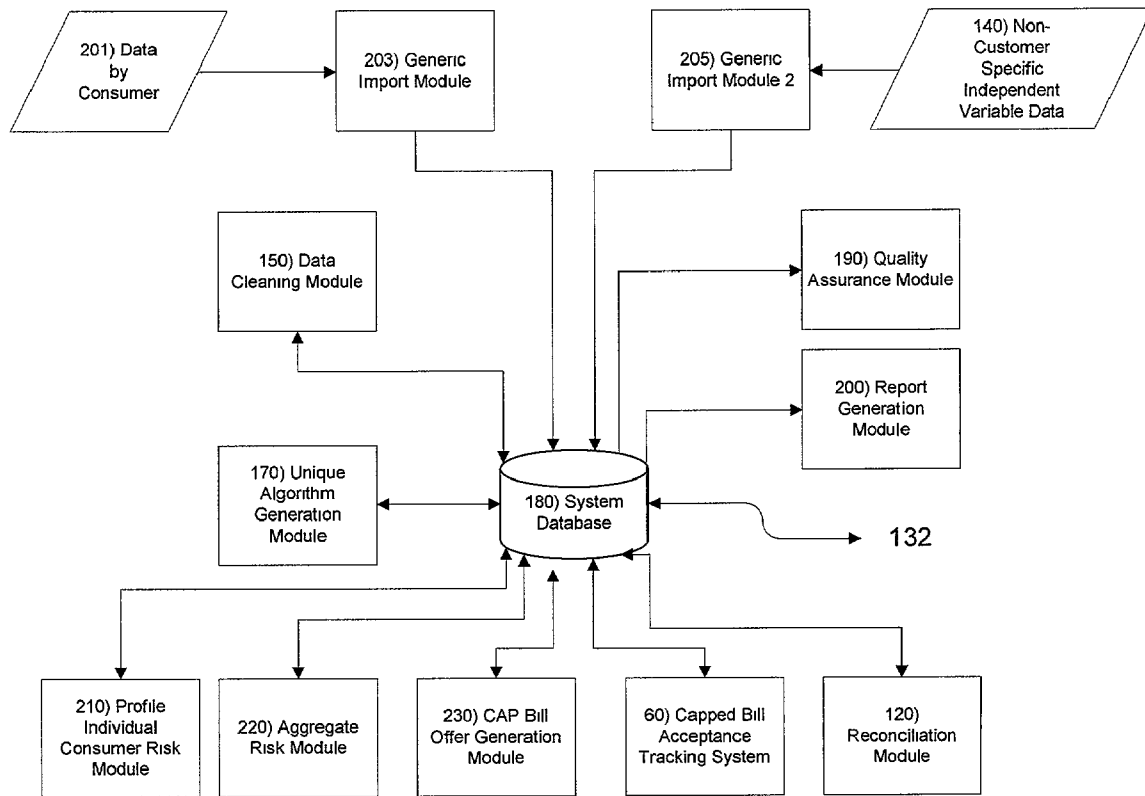 201) Data
by
Consumer
203) Generic
Import Module
205) Generic
Import Module 2
140) Non-
Customer
Specific
Independent
Variable Data
150) Data
Cleaning Module
190) Quality
Assurance Module
200) Report
Generation
Module
170) Unique
Algorithm
Generation
Module
180) System
Database
132
210) Profile
Individual
Consumer Risk
Module
220) Aggregate
Risk Module
230) CAP Bill
Offer Generation
Module
60) Capped Bill
Acceptance
Tracking System
120)
Reconciliation
Module